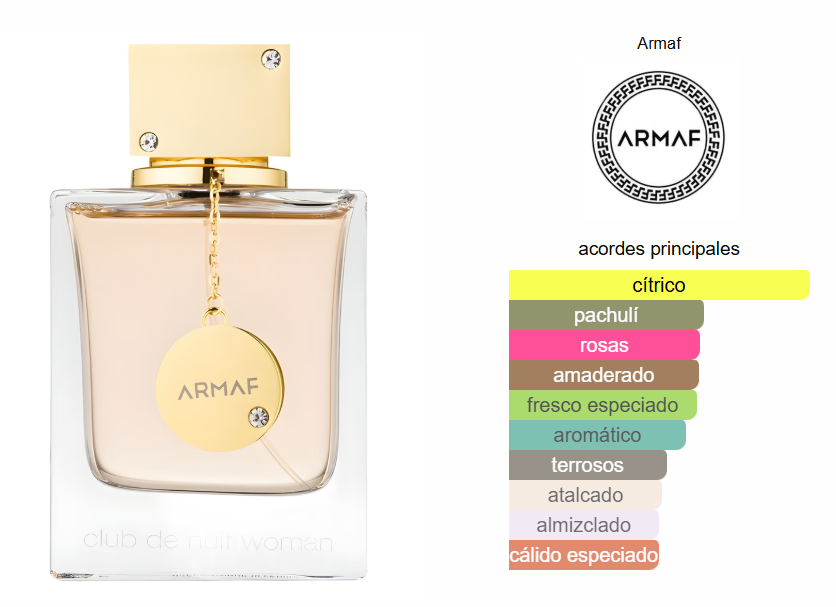 ARMAF
club de nuit woman
Armaf
ARMAF
acordes principales
cítrico
pachulí
rosas
amaderado
fresco especiado
aromático
terrosos
atalcado
almizclado
cálido especiado